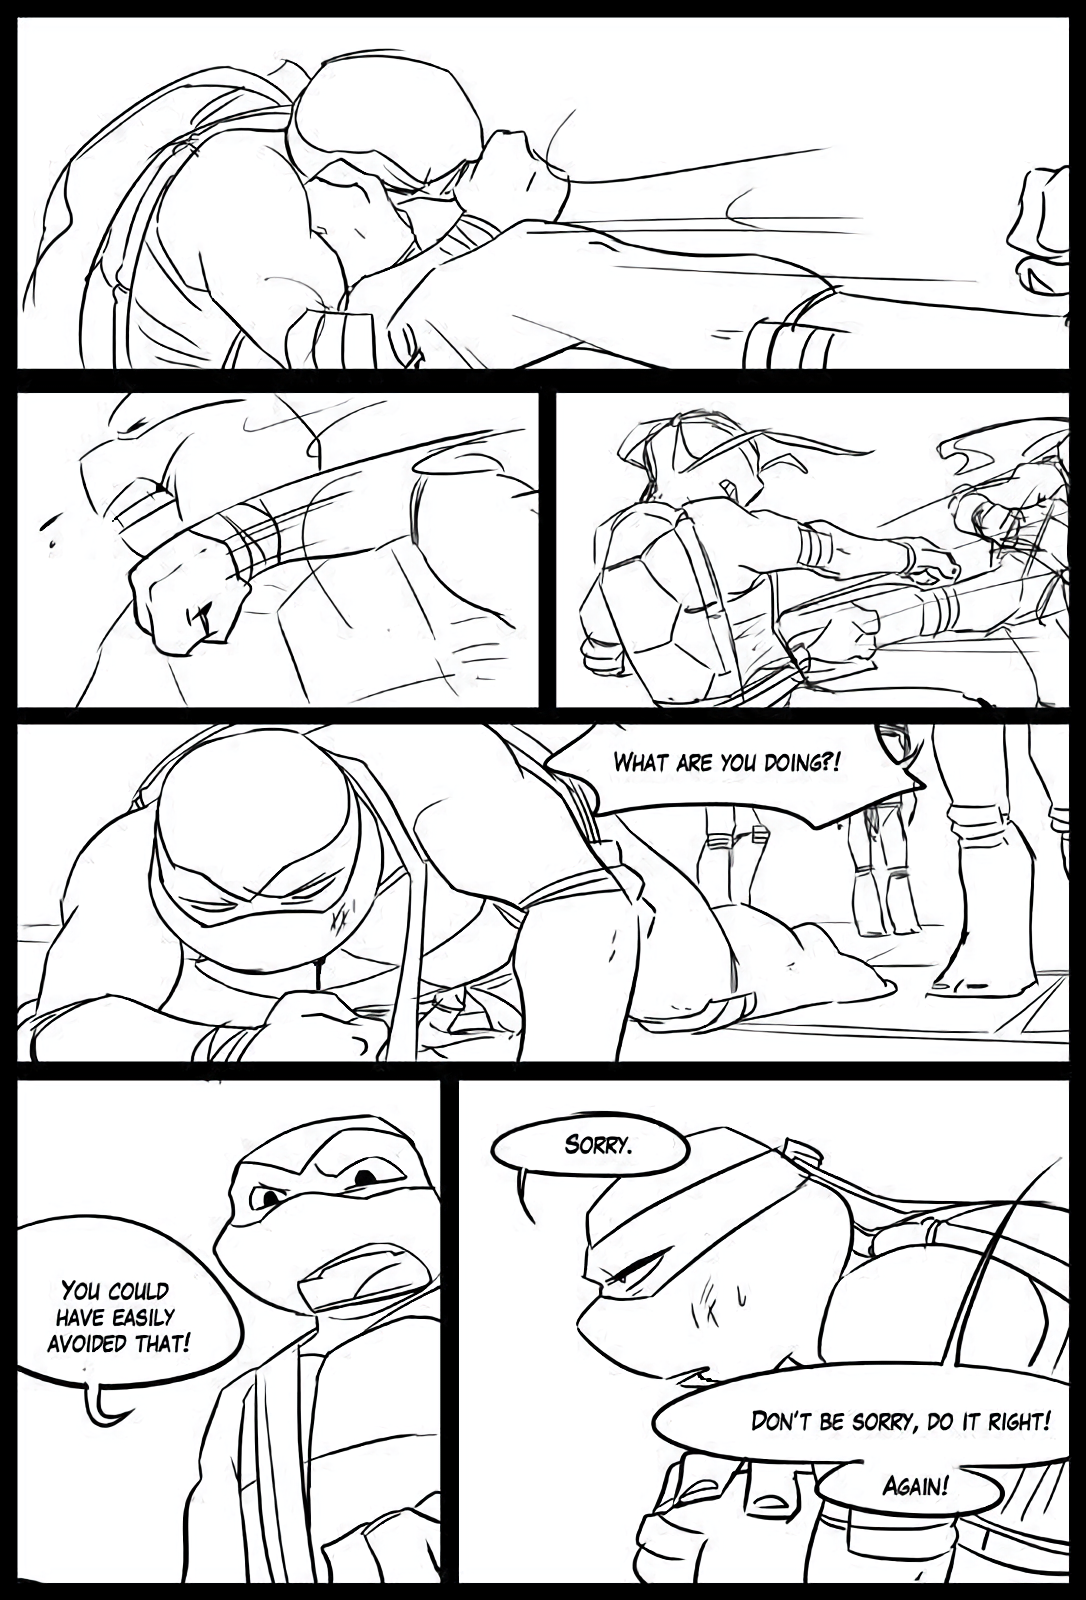 What are you doing?!
You could
have easily
avoided that!
Sorry.
Don't be sorry, do it right!
Again!